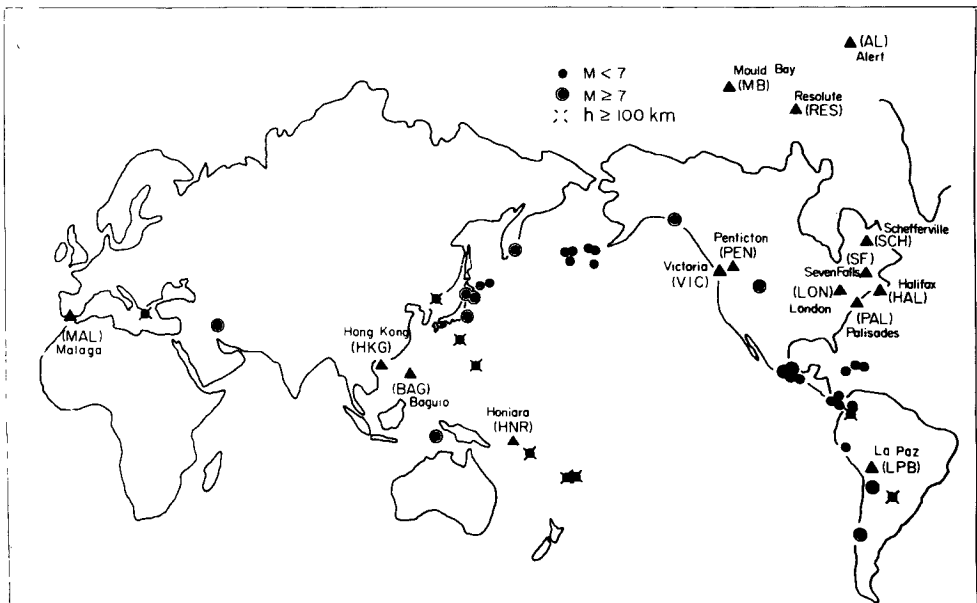 (AL)
Alert
Mould Bay
(MB)
Resolute
(RES)
M < 7
M ≥ 7
h ≥ 100 km
Schefferville
(SCH)
(SF)
Seven Falls
Penticton
(PEN)
Victoria
(VIC)
(LON)
London
Halifax
(HAL)
(PAL)
Palisades
(MAL)
Malaga
Hong Kong
(HKG)
(BAG)
Baguio
Honiara
(HNR)
La Paz
(LPB)